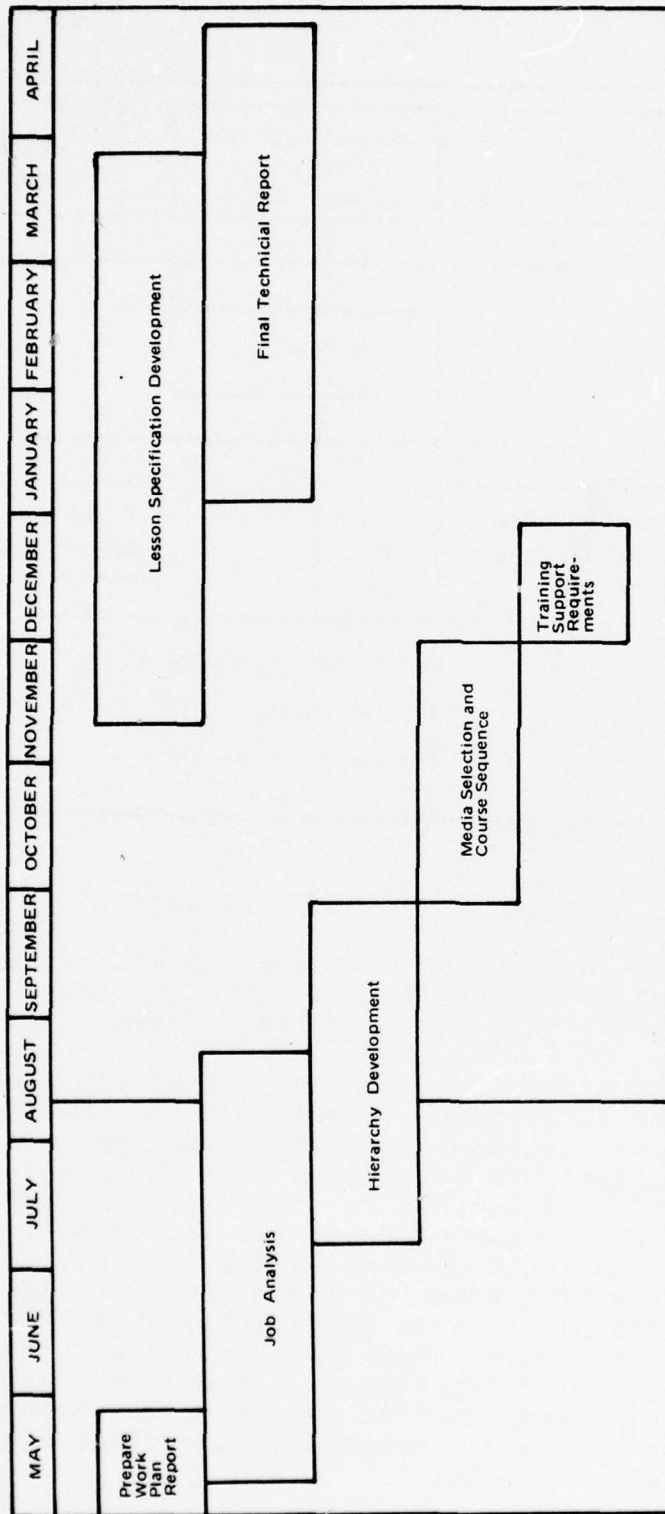 MAY JUNE JULY AUGUST SEPTEMBER OCTOBER NOVEMBER DECEMBER JANUARY FEBRUARY MARCH APRIL
Prepare
Work
Plan
Report
Lesson Specification Development
Job Analysis
Final Technicial Report
Hierarchy Development
Media Selection and
Course Sequence
Training
Support
Require-
ments